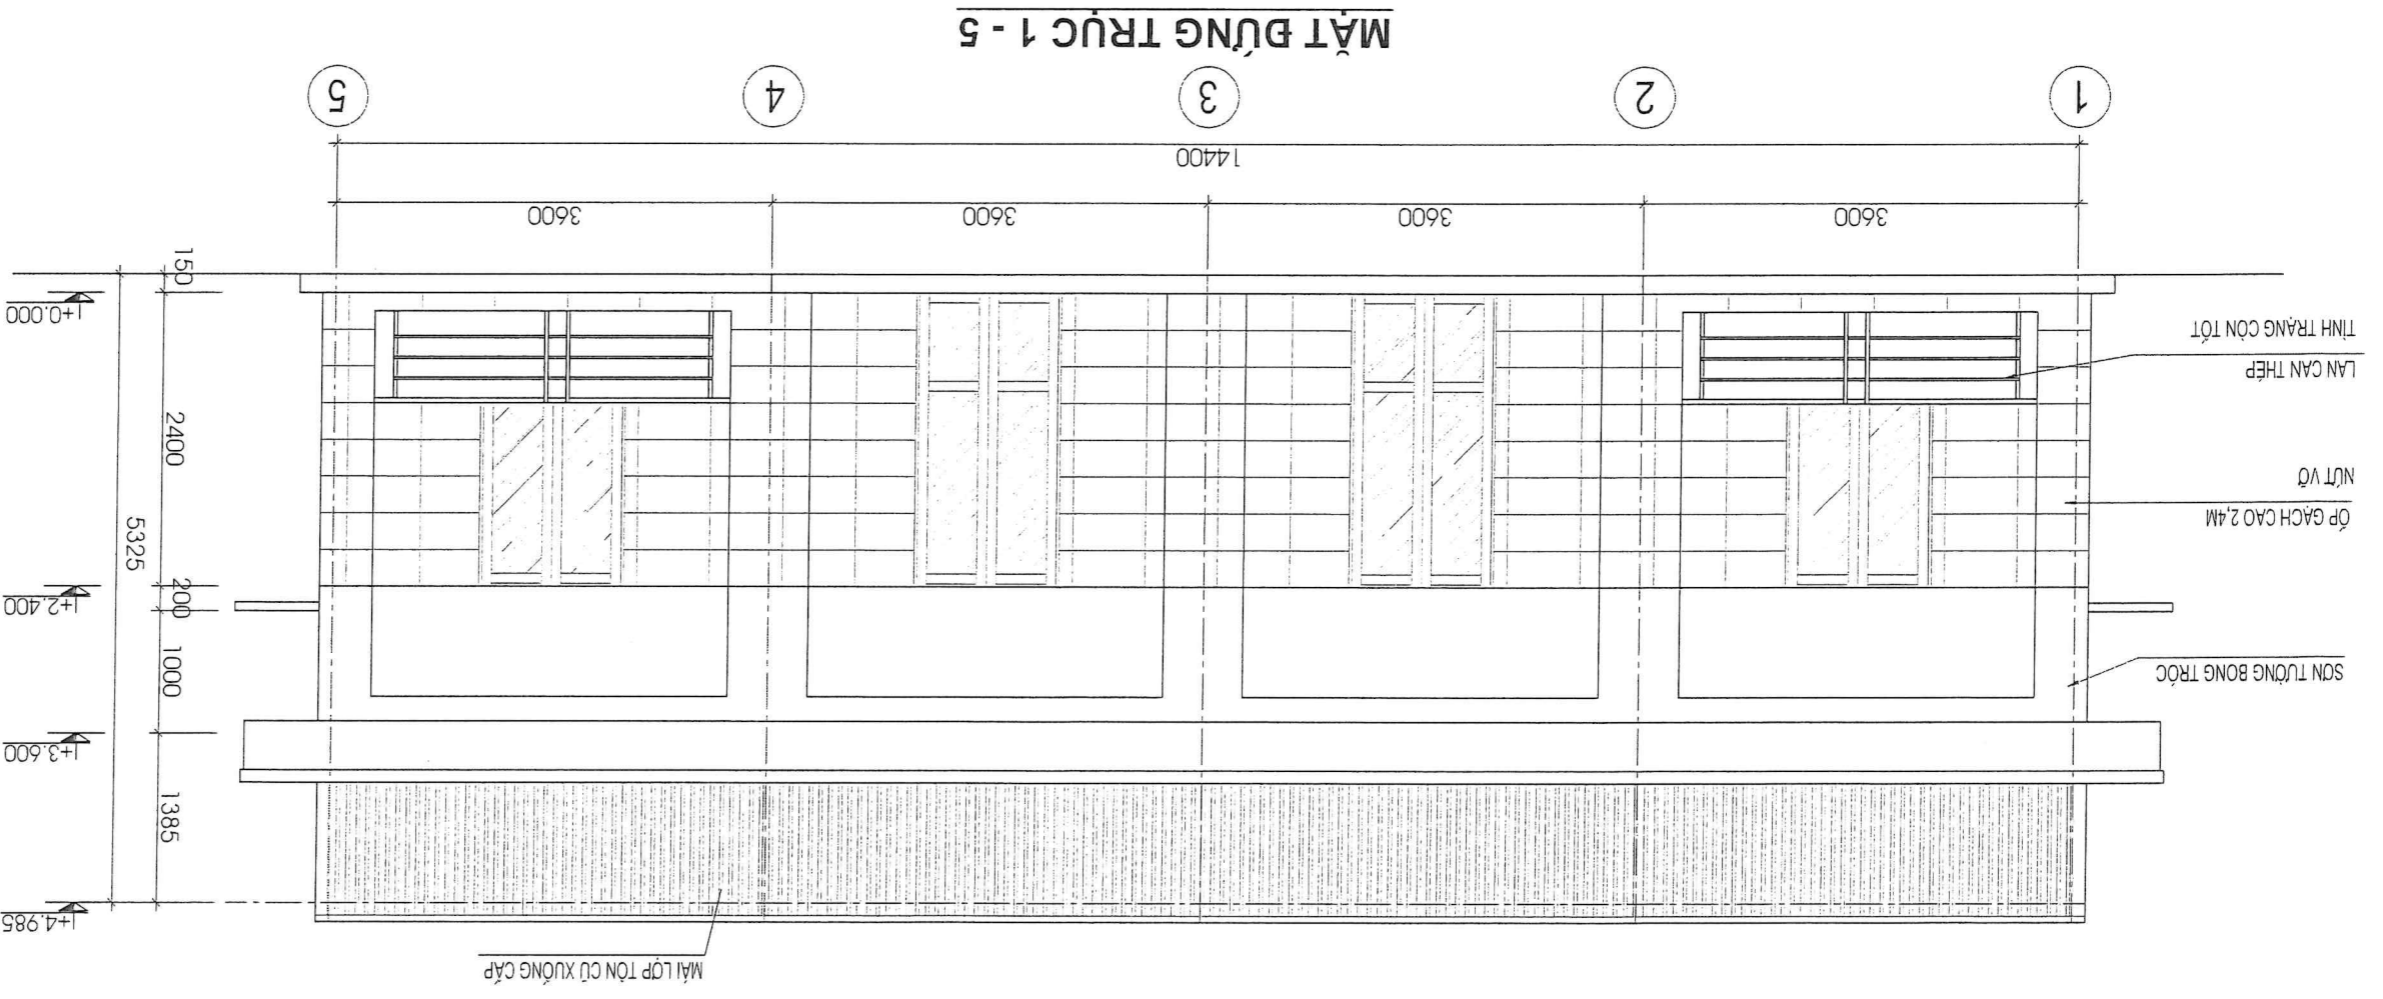 MÁI LỢP TÔN CŨ XUỐNG CẤP
+4.985
1385
+3.600
SƠN TƯỜNG BONG TRÓC
1000
200
+2.400
5325
ỐP GẠCH CAO 2,4M
NỨT VỠ
2400
LAN CAN THÉP
TÌNH TRẠNG CÒN TỐT
+0.000
150
3600 3600 3600 3600
14400
1 2 3 4 5
MẶT ĐỨNG TRỤC 1 - 5